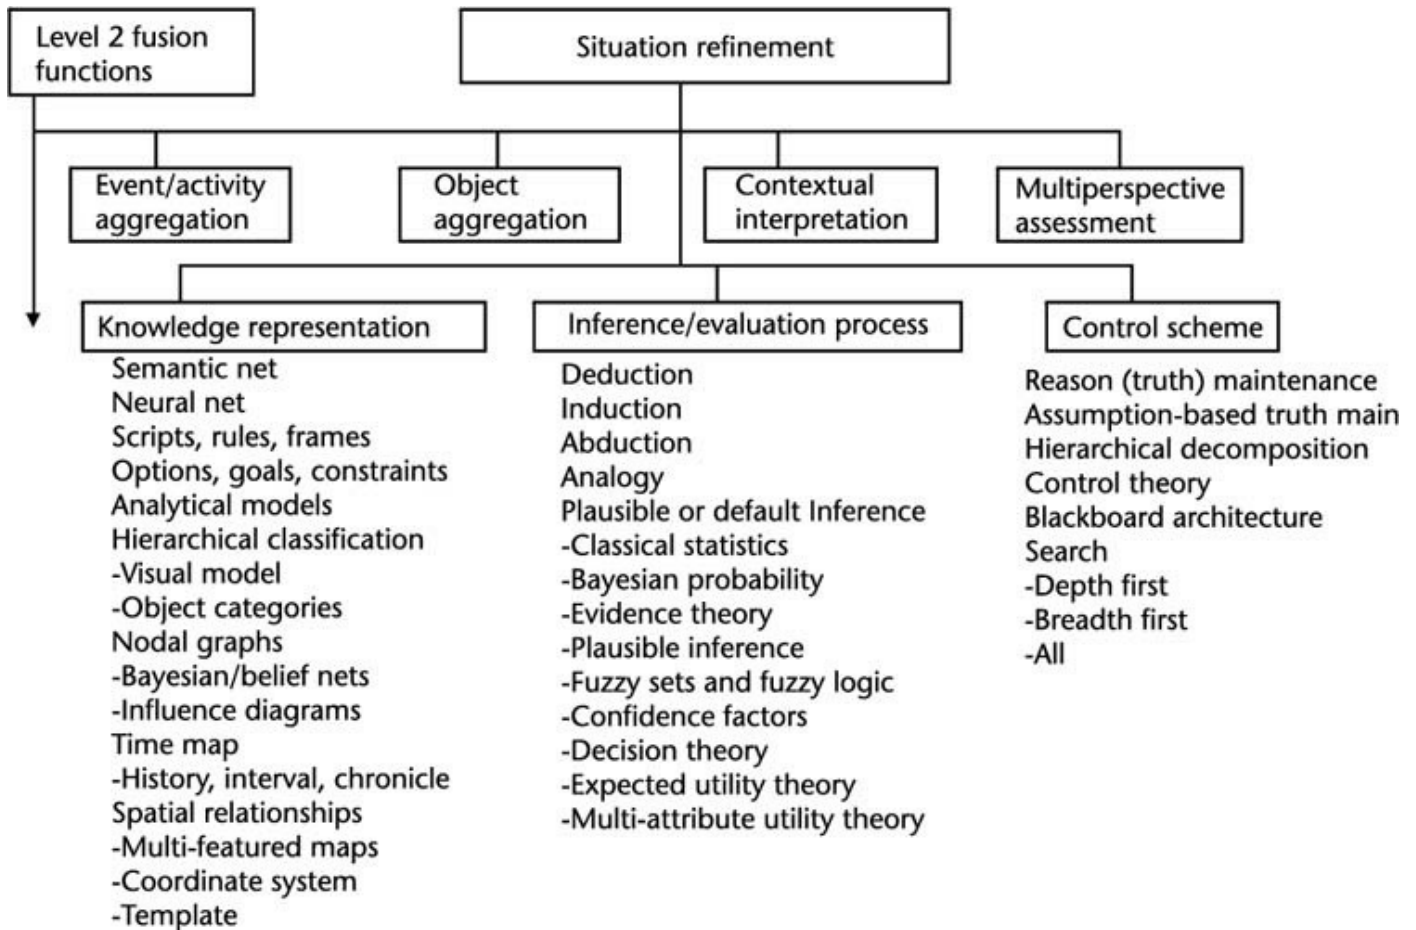 Level 2 fusion
functions
Situation refinement
Event/activity
aggregation
Object
aggregation
Contextual
interpretation
Multiperspective
assessment
Knowledge representation
Semantic net
Neural net
Scripts, rules, frames
Options, goals, constraints
Analytical models
Hierarchical classification
-Visual model
-Object categories
Nodal graphs
-Bayesian/belief nets
-Influence diagrams
Time map
-History, interval, chronicle
Spatial relationships
-Multi-featured maps
-Coordinate system
-Template
Inference/evaluation process
Deduction
Induction
Abduction
Analogy
Plausible or default Inference
-Classical statistics
-Bayesian probability
-Evidence theory
-Plausible inference
-Fuzzy sets and fuzzy logic
-Confidence factors
-Decision theory
-Expected utility theory
-Multi-attribute utility theory
Control scheme
Reason (truth) maintenance
Assumption-based truth main
Hierarchical decomposition
Control theory
Blackboard architecture
Search
-Depth first
-Breadth first
-All